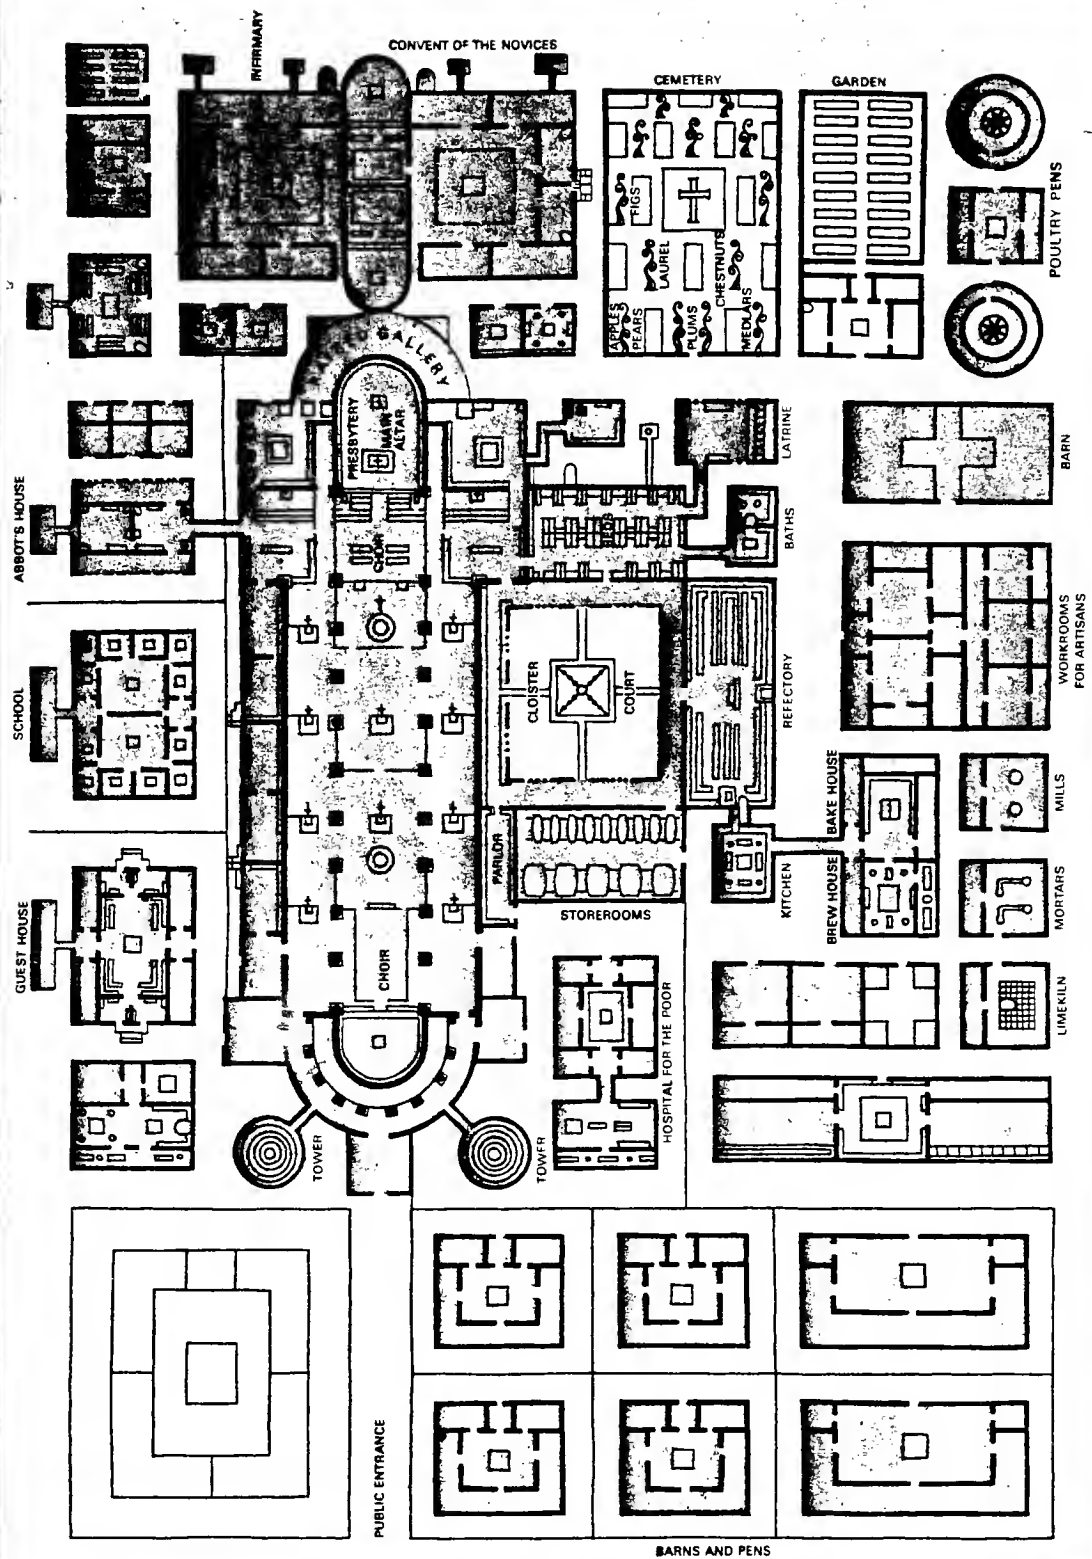 INFIRMARY
CONVENT OF THE NOVICES
CEMETERY
GARDEN
POULTRY PENS
FIGS
LAUREL
CHESTNUTS
APPLES
PEARS
PLUMS
MEDLARS
GALLERY
PRESBYTERY
MAIN
ALTAR
ABBOT'S HOUSE
CHOIR
LATRINE
BATHS
BARN
SCHOOL
CLOISTER
COURT
REFECTORY
WORKROOMS
FOR ARTISANS
GUEST HOUSE
CHOIR
PARLOR
STOREROOMS
KITCHEN
BREW HOUSE
BAKE HOUSE
MILLS
MORTARS
LIMEKILN
HOSPITAL FOR THE POOR
TOWER
TOWER
PUBLIC ENTRANCE
BARNS AND PENS